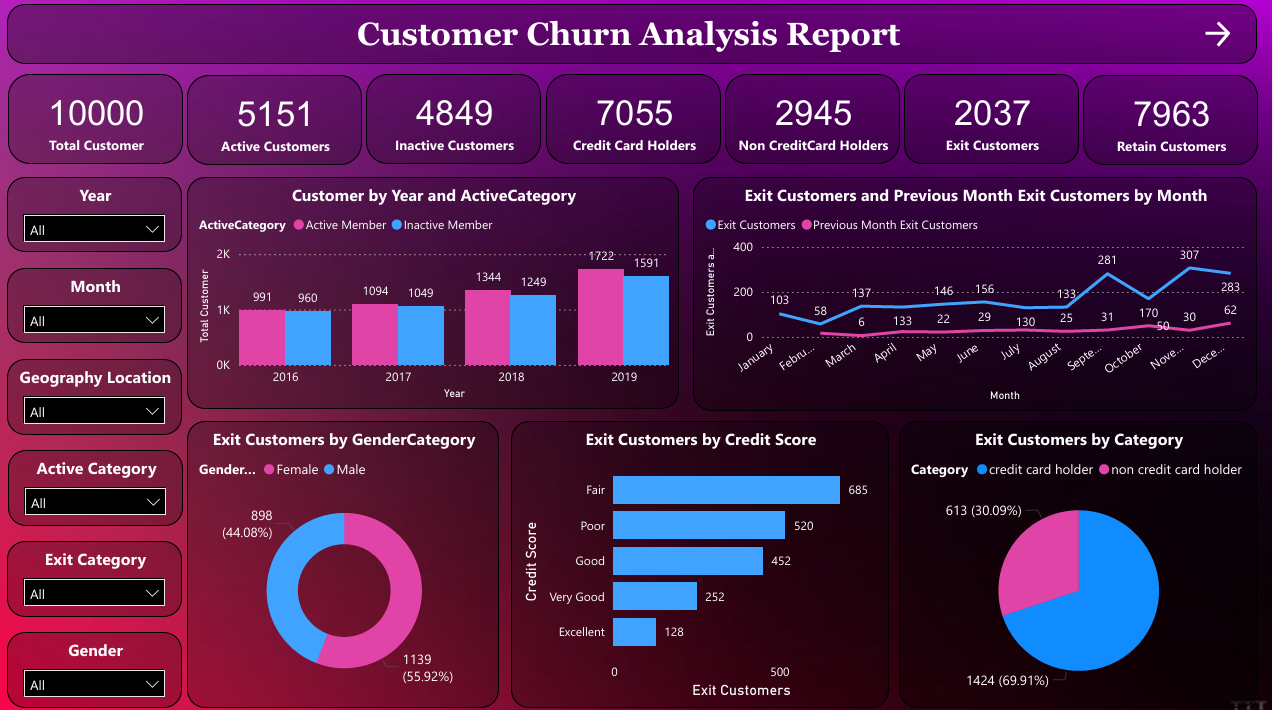 Customer Churn Analysis Report
10000
Total Customer
5151
Active Customers
4849
Inactive Customers
7055
Credit Card Holders
2945
Non CreditCard Holders
2037
Exit Customers
7963
Retain Customers
Year
All
Month
All
Geography Location
All
Active Category
All
Exit Category
All
Gender
All
Customer by Year and ActiveCategory
ActiveCategory Active Member Inactive Member
Total Customer
2K
1K
0K
991 960 1094 1049 1344 1249 1722 1591
2016 2017 2018 2019
Year
Exit Customers and Previous Month Exit Customers by Month
Exit Customers Previous Month Exit Customers
Exit Customers a...
400
200
0
103 58 137 146 156 133 281 307 283
6 133 22 29 130 25 31 170 50 30 62
January Febru... March April May June July August Septe... October Nove... Dece...
Month
Exit Customers by GenderCategory
Gender... Female Male
898
(44.08%)
1139
(55.92%)
Exit Customers by Credit Score
Credit Score
Fair 685
Poor 520
Good 452
Very Good 252
Excellent 128
0 500
Exit Customers
Exit Customers by Category
Category credit card holder non credit card holder
613 (30.09%)
1424 (69.91%)